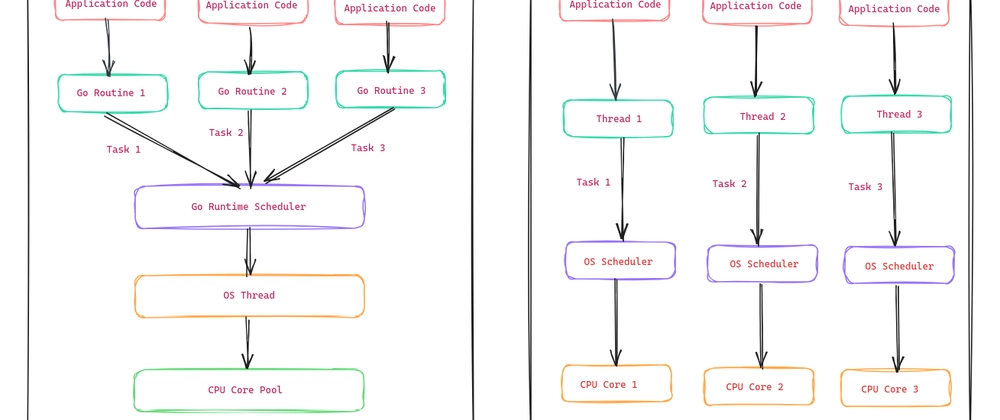 Application Code
Application Code
Application Code
Go Routine 1
Go Routine 2
Go Routine 3
Task 1
Task 2
Task 3
Go Runtime Scheduler
OS Thread
CPU Core Pool
Application Code
Application Code
Application Code
Thread 1
Thread 2
Thread 3
Task 1
Task 2
Task 3
OS Scheduler
OS Scheduler
OS Scheduler
CPU Core 1
CPU Core 2
CPU Core 3